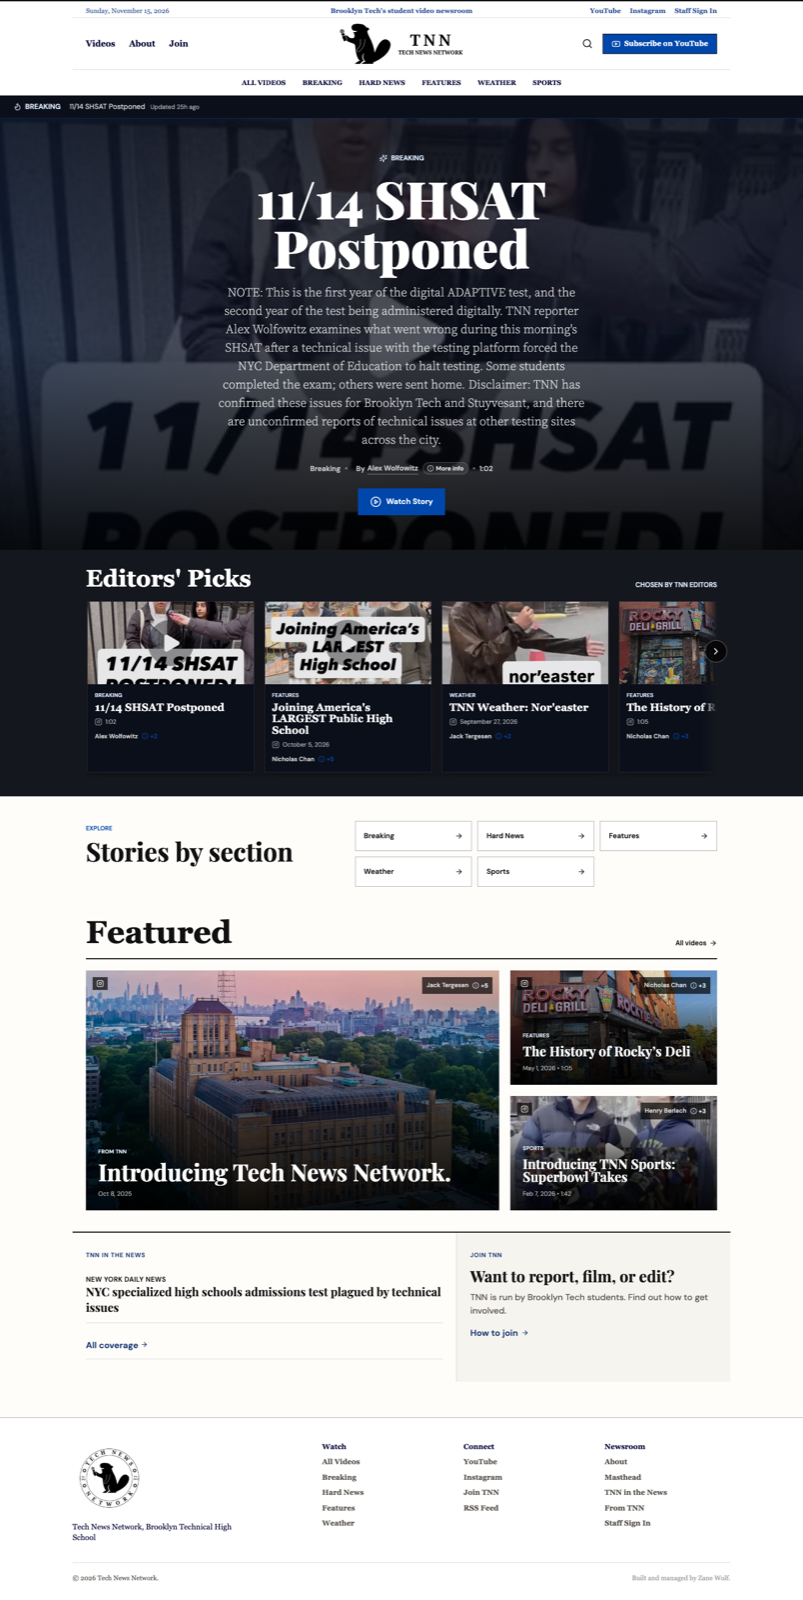 Sunday, November 15, 2026
Brooklyn Tech's student video newsroom
YouTube Instagram Staff Sign In
Videos About Join
TNN
TECH NEWS NETWORK
Subscribe on YouTube
ALL VIDEOS BREAKING HARD NEWS FEATURES WEATHER SPORTS
BREAKING 11/14 SHSAT Postponed Updated 25h ago
BREAKING
11/14 SHSAT
Postponed
NOTE: This is the first year of the digital ADAPTIVE test, and the
second year of the test being administered digitally. TNN reporter
Alex Wolfowitz examines what went wrong during this morning's
SHSAT after a technical issue with the testing platform forced the
NYC Department of Education to halt testing. Some students
completed the exam; others were sent home. Disclaimer: TNN has
confirmed these issues for Brooklyn Tech and Stuyvesant, and there
are unconfirmed reports of technical issues at other testing sites
across the city.
11/14 SHSAT
POSTPONED!
Breaking • By Alex Wolfowitz More info • 1:02
Watch Story
Editors' Picks
CHOSEN BY TNN EDITORS
11/14 SHSAT
POSTPONED!
BREAKING
11/14 SHSAT Postponed
1:02
Alex Wolfowitz +2
Joining America's
LARGEST
High School
FEATURES
Joining America's
LARGEST Public High
School
October 5, 2026
Nicholas Chan +5
nor'easter
WEATHER
TNN Weather: Nor'easter
September 27, 2026
Jack Tergesen +2
ROCKY
DELI & GRILL
FEATURES
The History of R
1:05
Nicholas Chan +3
EXPLORE
Stories by section
Breaking
Hard News
Features
Weather
Sports
Featured
All videos
Jack Tergesen +5
FROM TNN
Introducing Tech News Network.
Oct 8, 2025
Nicholas Chan +3
ROCKY
DELI & GRILL
FEATURES
The History of Rocky's Deli
May 1, 2026 • 1:05
Henry Berlach +3
SPORTS
Introducing TNN Sports:
Superbowl Takes
Feb 7, 2026 • 1:42
TNN IN THE NEWS
NEW YORK DAILY NEWS
NYC specialized high schools admissions test plagued by technical
issues
All coverage
JOIN TNN
Want to report, film, or edit?
TNN is run by Brooklyn Tech students. Find out how to get
involved.
How to join
TECH NEWS
NETWORK
Tech News Network, Brooklyn Technical High
School
Watch
All Videos
Breaking
Hard News
Features
Weather
Connect
YouTube
Instagram
Join TNN
RSS Feed
Newsroom
About
Masthead
TNN in the News
From TNN
Staff Sign In
© 2026 Tech News Network.
Built and managed by Zane Wolf.